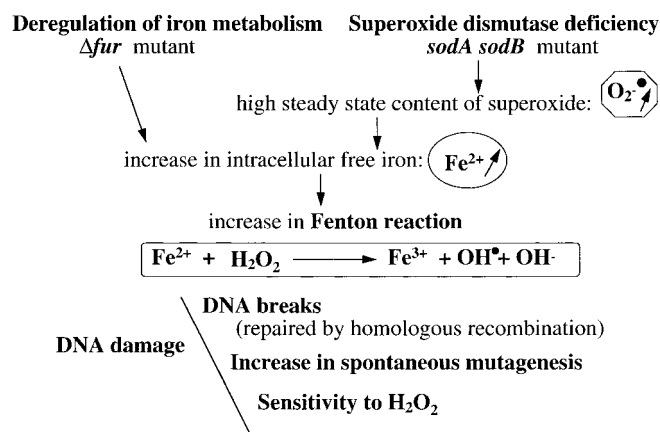 Deregulation of iron metabolism
Δfur mutant
Superoxide dismutase deficiency
sodA sodB mutant
high steady state content of superoxide: O₂⁻•
increase in intracellular free iron: Fe²⁺
increase in Fenton reaction
Fe²⁺ + H₂O₂ → Fe³⁺ + OH• + OH-
DNA damage
DNA breaks
(repaired by homologous recombination)
Increase in spontaneous mutagenesis
Sensitivity to H₂O₂